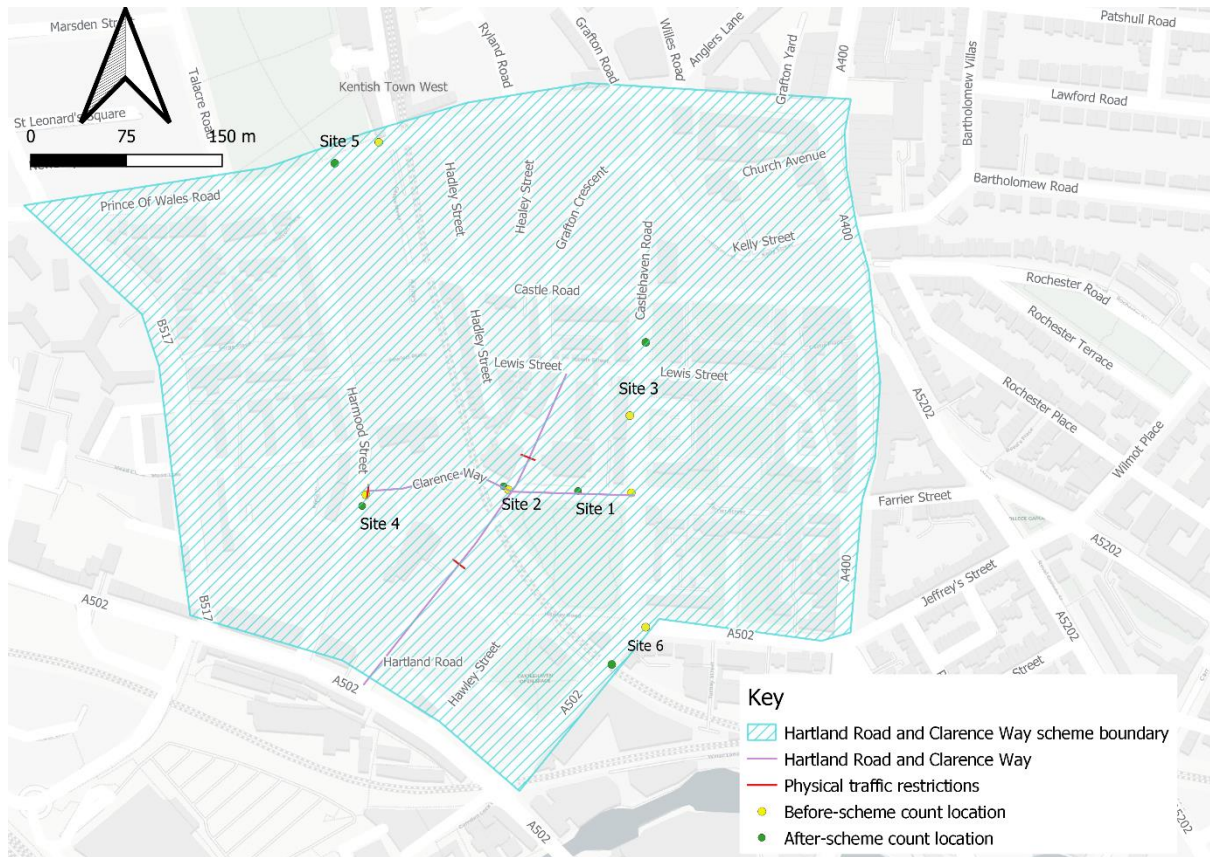 Marsden Street
Patshull Road
Ryland Road
Grafton Road
Willes Road
Anglers Lane
Grafton Yard
A400
Bartholomew Villas
Talacre Road
Kentish Town West
Lawford Road
St Leonard's Square
0 75 150 m
Site 5
Church Avenue
Bartholomew Road
Prince Of Wales Road
Hadley Street
Healey Street
Grafton Crescent
Kelly Street
A400
Castlehaven Road
Rochester Road
Castle Road
Rochester Terrace
B517
Hadley Street
Lewis Street
Lewis Street
A5202
Rochester Place
Site 3
Harmood Street
Wilmot Place
Clarence Way
Site 4
Site 2
Site 1
Farrier Street
A5202
A400
Jeffrey's Street
A502
B517
A502
Site 6
A5202
Hartland Road
Hawley Street
A502
A502
Street
A502
Key
Hartland Road and Clarence Way scheme boundary
Hartland Road and Clarence Way
Physical traffic restrictions
Before-scheme count location
After-scheme count location